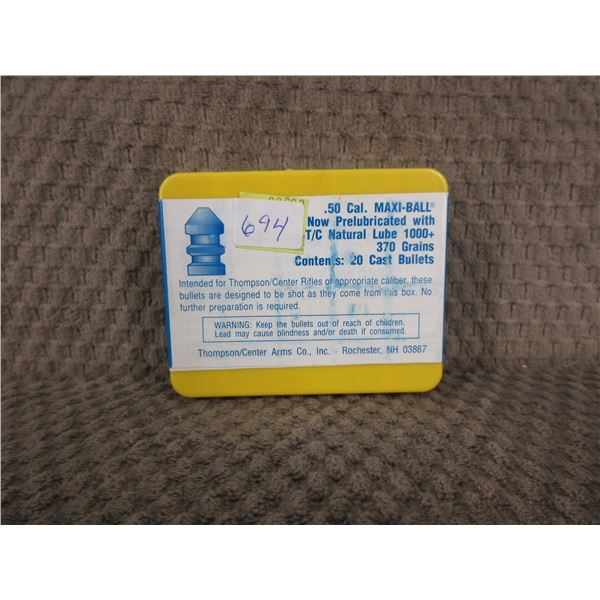 694
.50 Cal. MAXI-BALL®
Now Prelubricated with
T/C Natural Lube 1000+
370 Grains
Contents: 20 Cast Bullets
Intended for Thompson/Center Rifles of appropriate caliber, these
bullets are designed to be shot as they come from this box. No
further preparation is required.
WARNING: Keep the bullets out of reach of children.
Lead may cause blindness and/or death if consumed.
Thompson/Center Arms Co., Inc. · Rochester, NH 03867